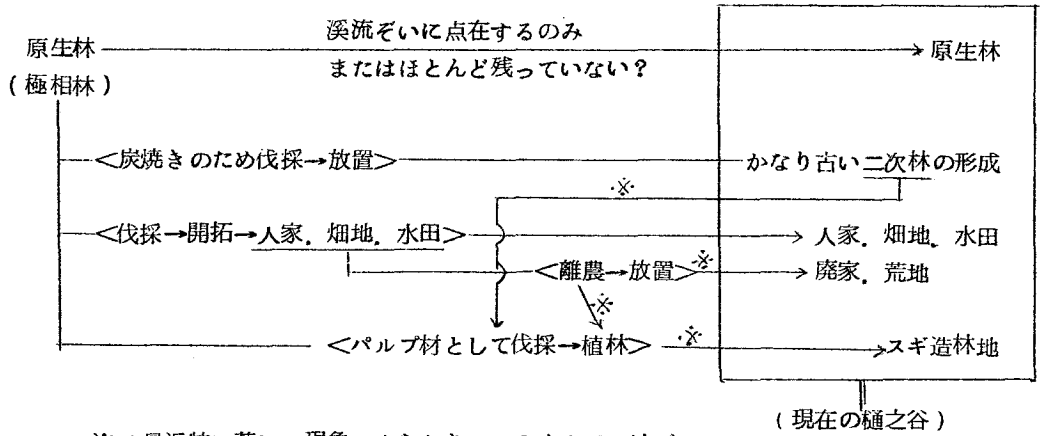 溪流ぞいに点在するのみ
原生林 原生林
(極相林) またはほとんど残っていない?
<炭焼きのため伐採→放置> かなり古い二次林の形成
※
<伐採→開拓→人家.畑地.水田> 人家.畑地.水田
<離農→放置> ※ 廃家.荒地
※
<パルプ材として伐採→植林> ※ スギ造林地
(現在の樋之谷)